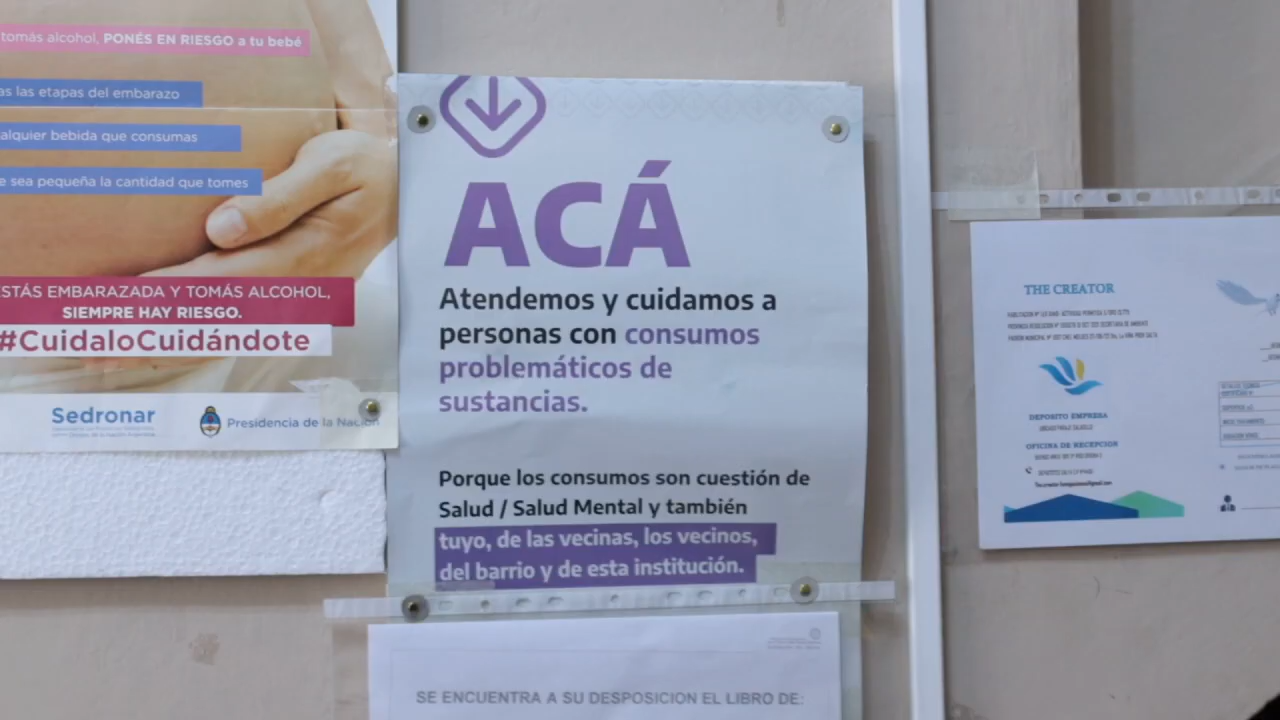 tomás alcohol, PONÉS EN RIESGO a tu bebé
as las etapas del embarazo
alquier bebida que consumas
e sea pequeña la cantidad que tomes
ESTÁS EMBARAZADA Y TOMÁS ALCOHOL,
SIEMPRE HAY RIESGO.
#CuidaloCuidándote
Sedronar
Presidencia de la Nación
ACÁ
Atendemos y cuidamos a
personas con consumos
problemáticos de
sustancias.
Porque los consumos son cuestión de
Salud / Salud Mental y también
tuyo, de las vecinas, los vecinos,
del barrio y de esta institución.
SE ENCUENTRA A SU DESPOSICION EL LIBRO DE:
THE CREATOR
DEPOSITO EMPRESA
OFICINA DE RECEPCION